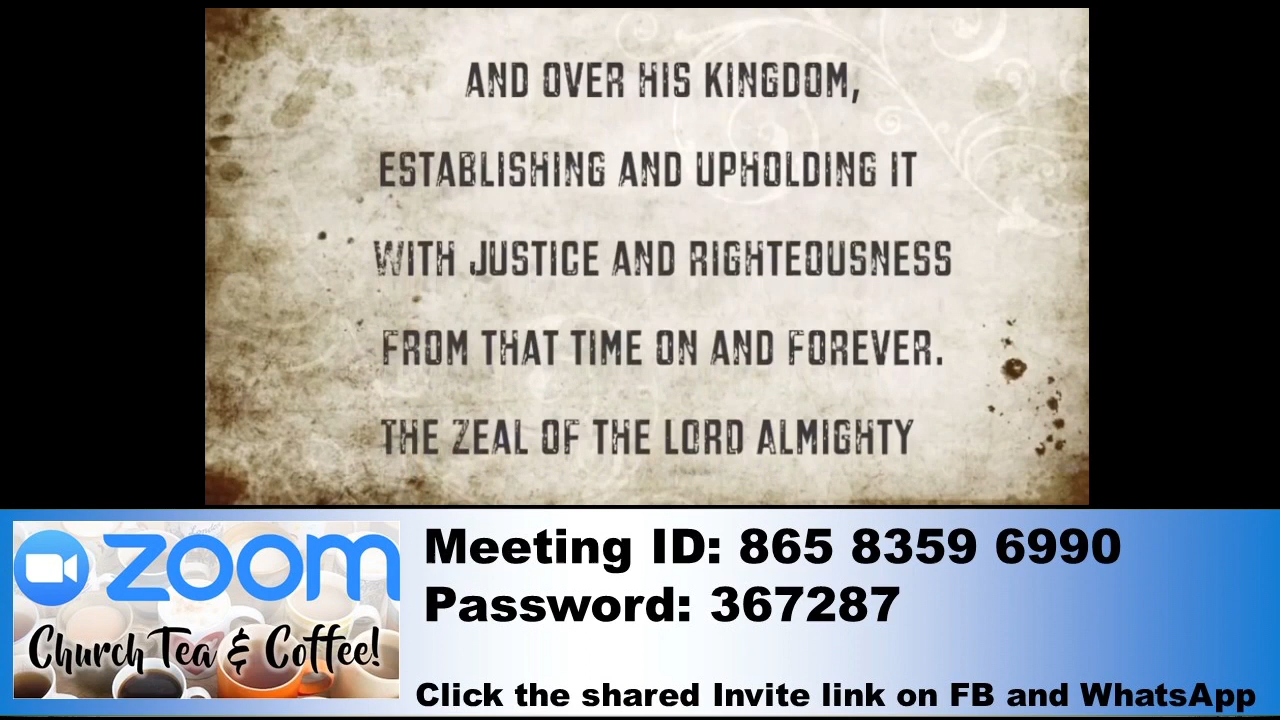 AND OVER HIS KINGDOM,
ESTABLISHING AND UPHOLDING IT
WITH JUSTICE AND RIGHTEOUSNESS
FROM THAT TIME ON AND FOREVER.
THE ZEAL OF THE LORD ALMIGHTY
zoom
Church Tea & Coffee!
Meeting ID: 865 8359 6990
Password: 367287
Click the shared Invite link on FB and WhatsApp